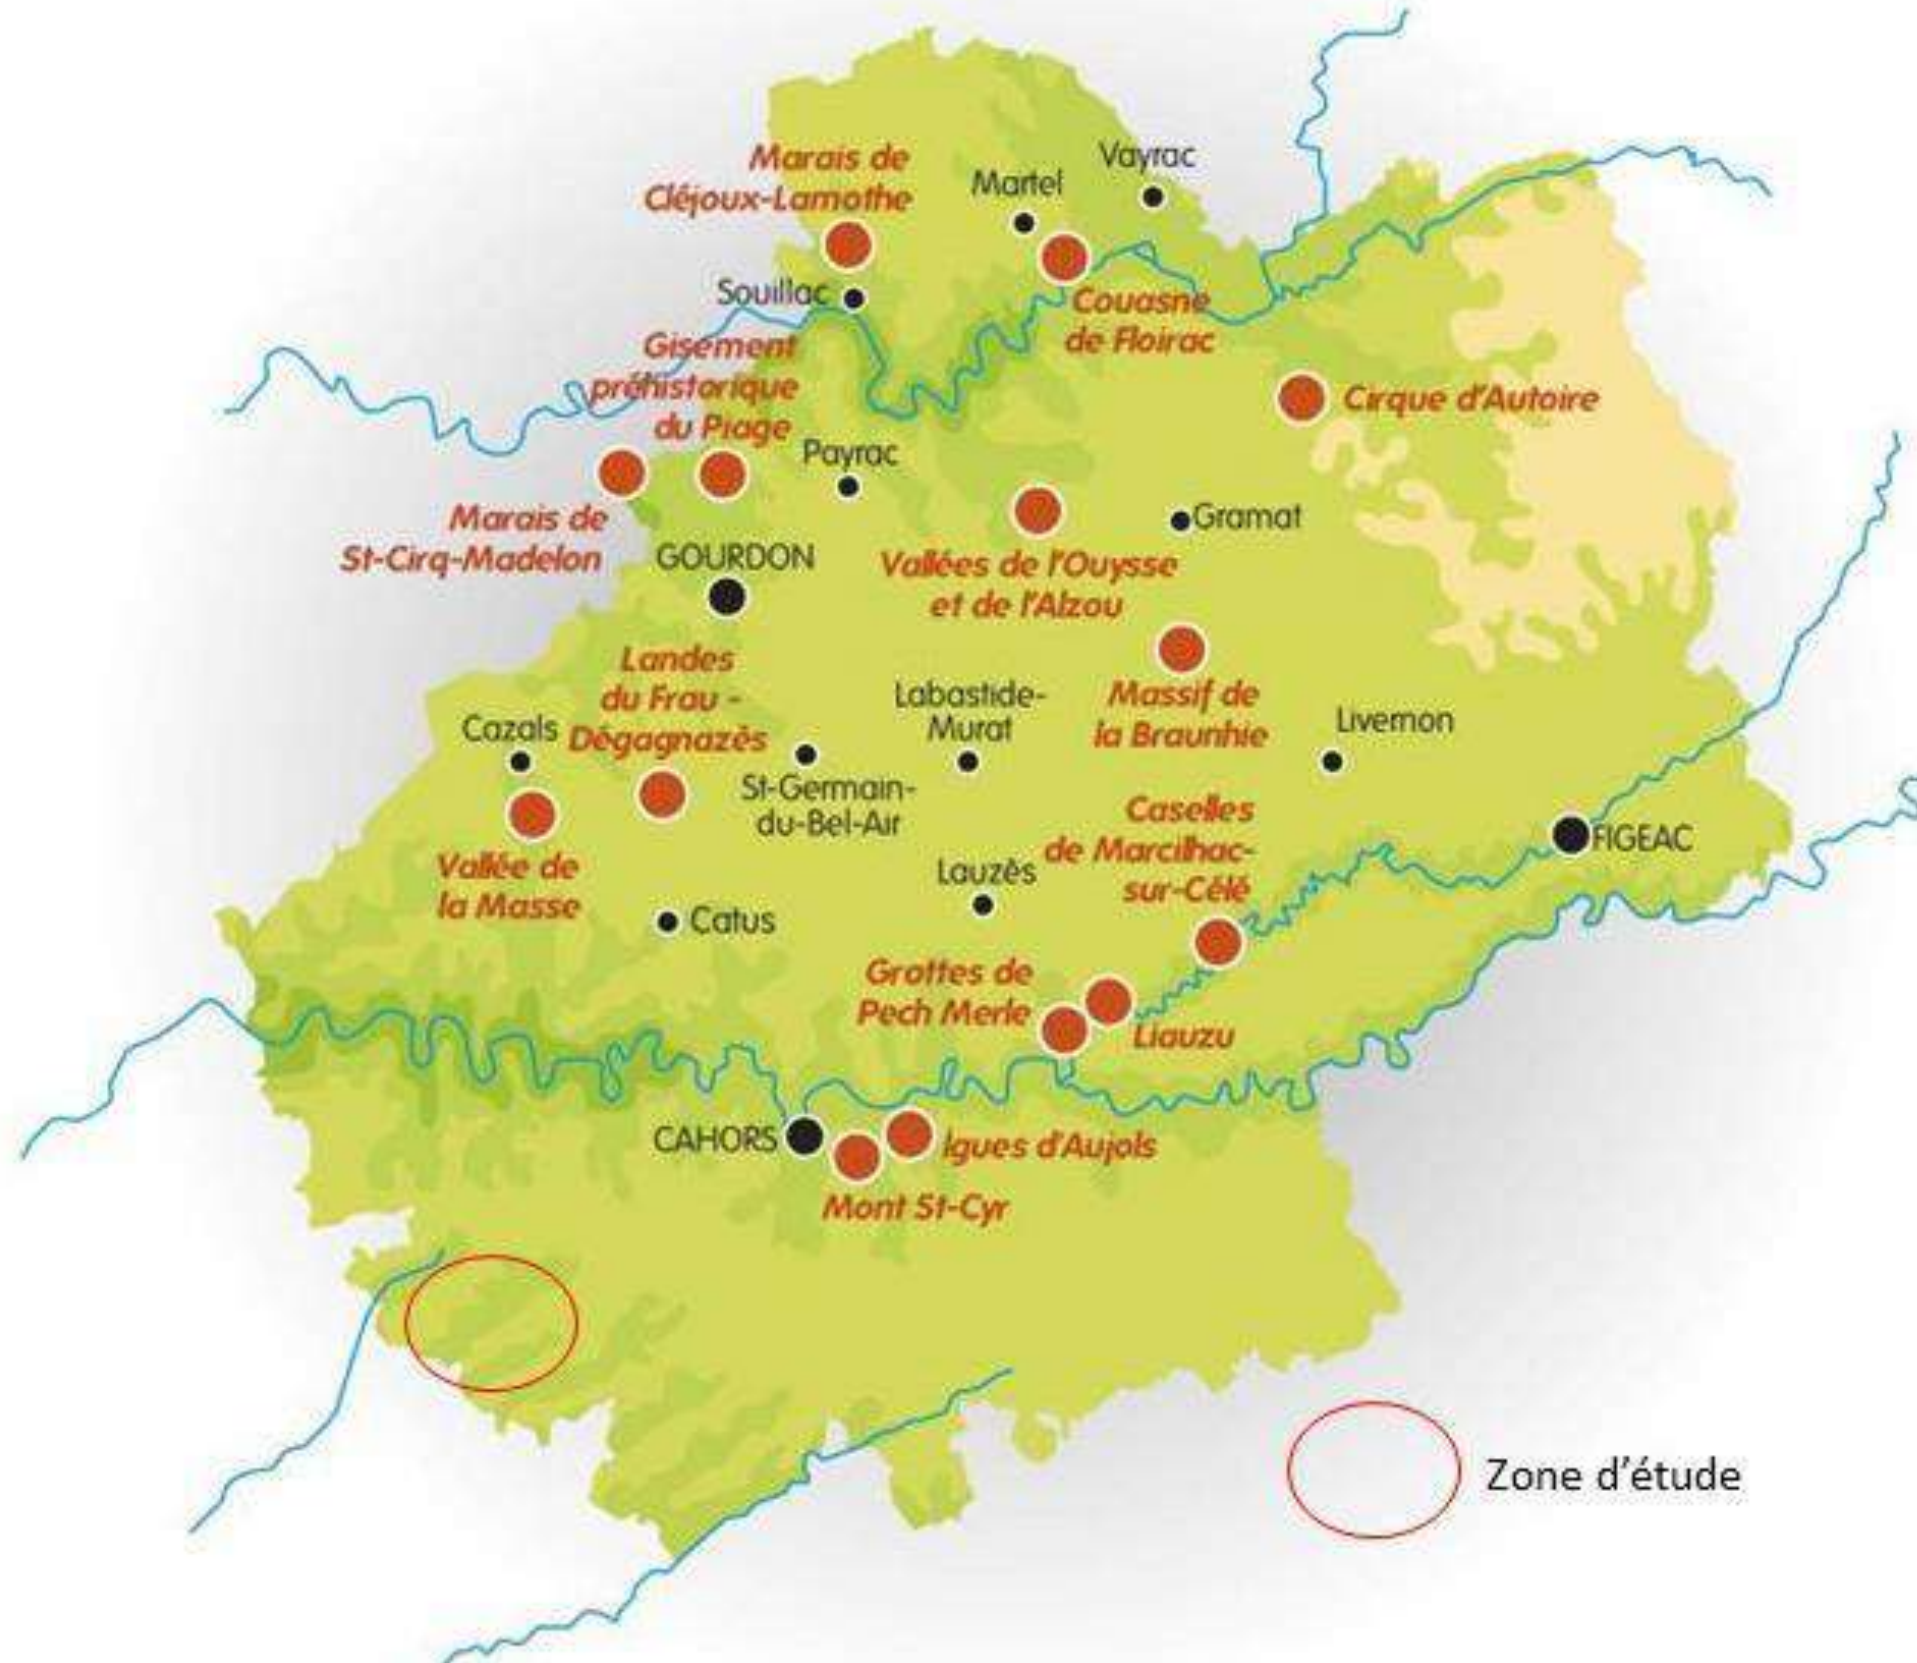 Marais de
Cléjoux-Lamothe
Martel
Vayrac
Souillac
Couasne
de Floirac
Gisement
préhistorique
du Piage
Cirque d'Autoire
Payrac
Marais de
St-Cirq-Madelon
GOURDON
Vallées de l'Ouysse
et de l'Alzou
Gramat
Landes
du Frau -
Dégagnazès
Cazals
Labastide-
Murat
Massif de
la Braunhie
Livernon
St-Germain-
du-Bel-Air
Vallée de
la Masse
Caselles
de Marcilhac-
sur-Célé
FIGEAC
Lauzès
Catus
Grottes de
Pech Merle
Liauzu
CAHORS
Igues d'Aujols
Mont St-Cyr
Zone d'étude